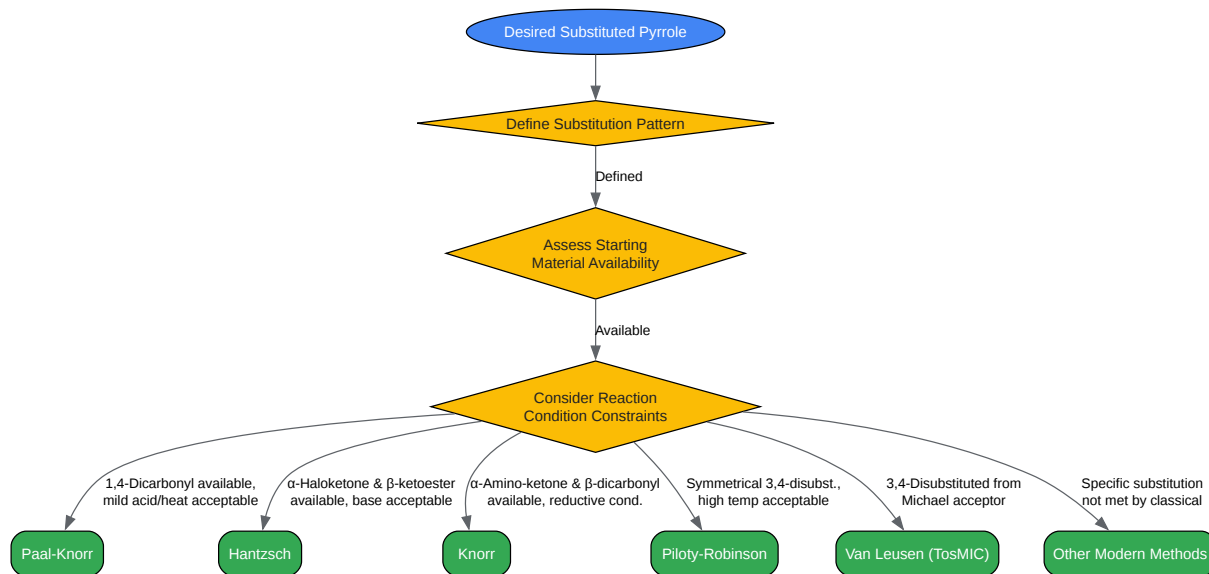 Desired Substituted Pyrrole
Define Substitution Pattern
Defined
Assess Starting
Material Availability
Available
Consider Reaction
Condition Constraints
1,4-Dicarbonyl available,
mild acid/heat acceptable
α-Haloketone & β-ketoester
available, base acceptable
α-Amino-ketone & β-dicarbonyl
available, reductive cond.
Symmetrical 3,4-disubst.,
high temp acceptable
3,4-Disubstituted from
Michael acceptor
Specific substitution
not met by classical
Paal-Knorr
Hantzsch
Knorr
Piloty-Robinson
Van Leusen (TosMIC)
Other Modern Methods